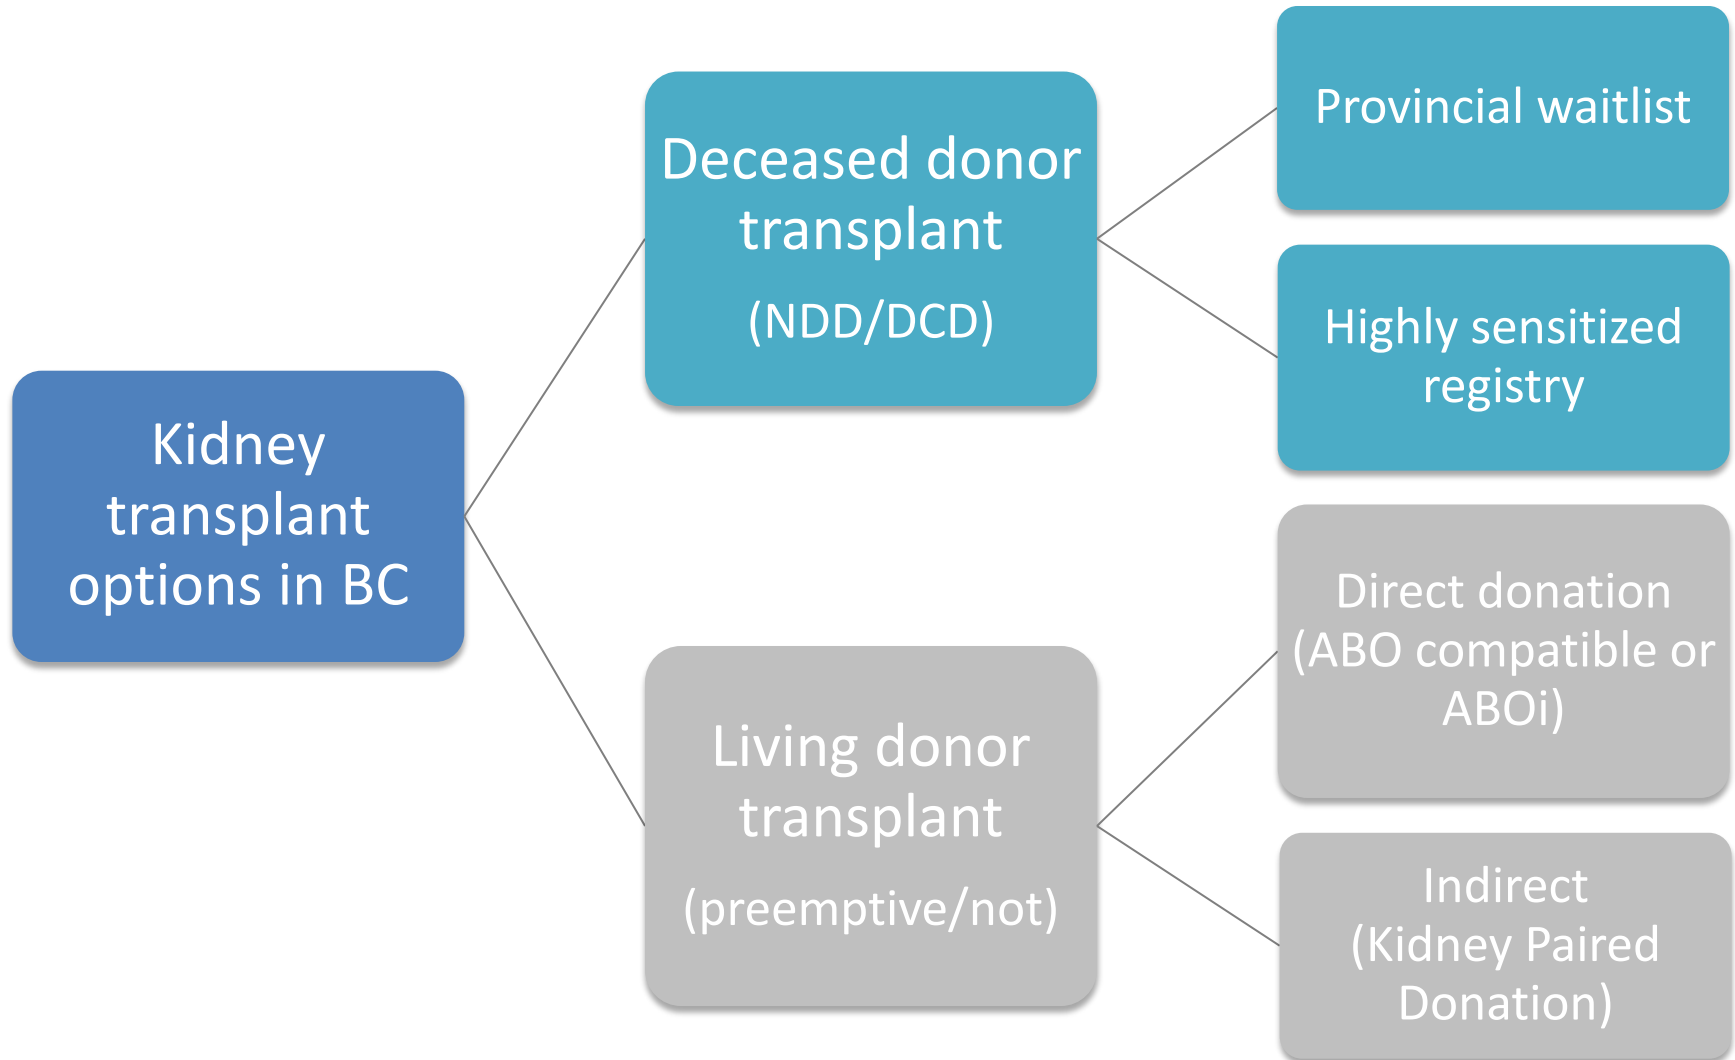 Kidney
transplant
options in BC
Deceased donor
transplant
(NDD/DCD)
Provincial waitlist
Highly sensitized
registry
Living donor
transplant
(preemptive/not)
Direct donation
(ABO compatible or
ABOi)
Indirect
(Kidney Paired
Donation)